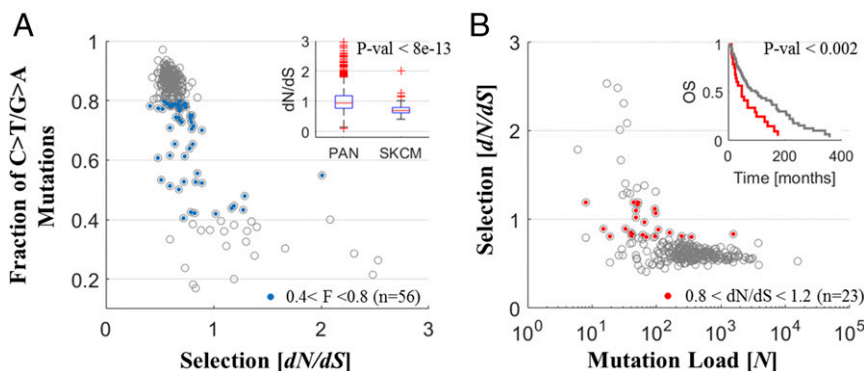 A
Fraction of C>T/G>A
Mutations
1
0.9
0.8
0.6
0.4
0.2
0
1
2
3
Selection [dN/dS]
0.4< F <0.8 (n=56)
P-val < 8e-13
dN/dS
3
2
1
0
PAN
SKCM
B
Selection [dN/dS]
3
2
1
0
10^0
10^1
10^2
10^3
10^4
10^5
Mutation Load [N]
0.8 < dN/dS < 1.2 (n=23)
P-val < 0.002
OS
1
0.5
0
0
200
400
Time [months]